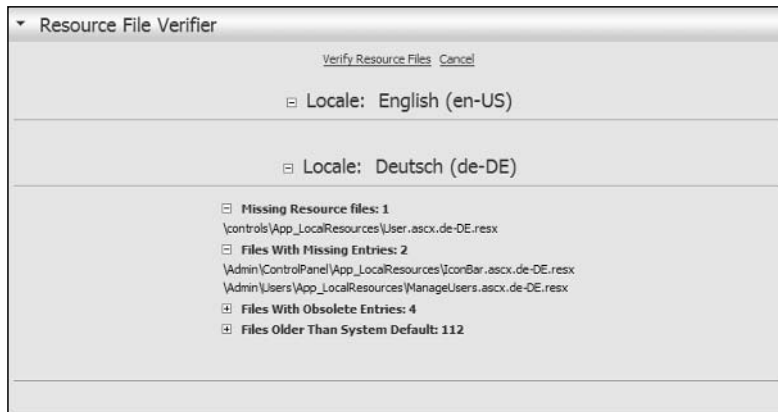 Resource File Verifier
Verify Resource Files Cancel
Locale: English (en-US)
Locale: Deutsch (de-DE)
Missing Resource files: 1
\controls\App_LocalResources\User.ascx.de-DE.resx
Files With Missing Entries: 2
\Admin\ControlPanel\App_LocalResources\IconBar.ascx.de-DE.resx
\Admin\Users\App_LocalResources\ManageUsers.ascx.de-DE.resx
Files With Obsolete Entries: 4
Files Older Than System Default: 112